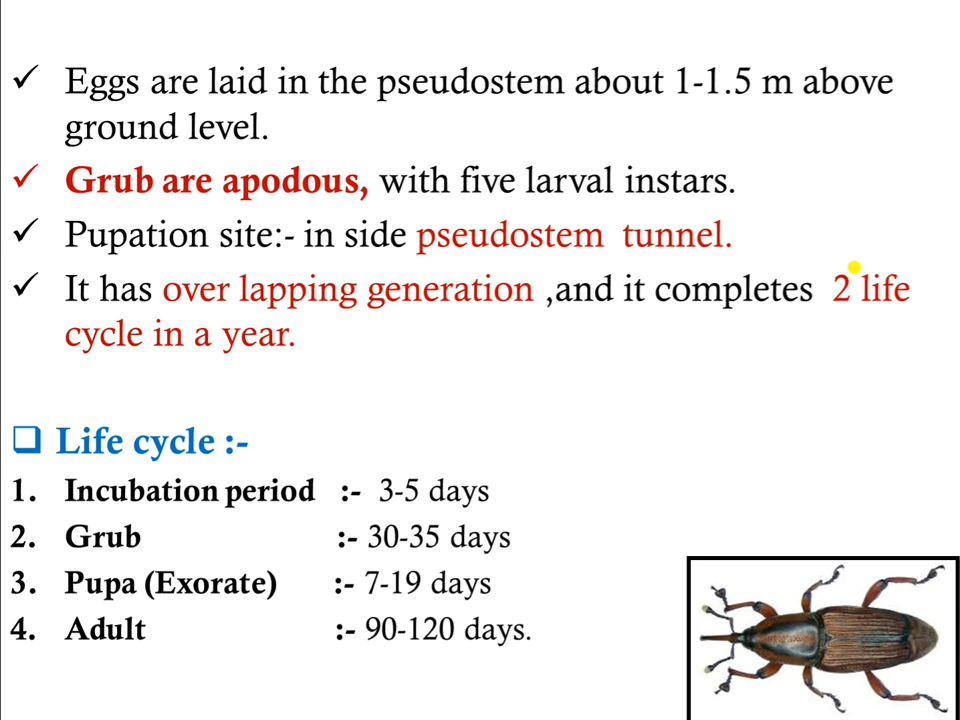 ✓ Eggs are laid in the pseudostem about 1-1.5 m above
ground level.
✓ Grub are apodous, with five larval instars.
✓ Pupation site:- in side pseudostem tunnel.
✓ It has over lapping generation ,and it completes 2 life
cycle in a year.
❑ Life cycle :-
1. Incubation period :- 3-5 days
2. Grub :- 30-35 days
3. Pupa (Exorate) :- 7-19 days
4. Adult :- 90-120 days.